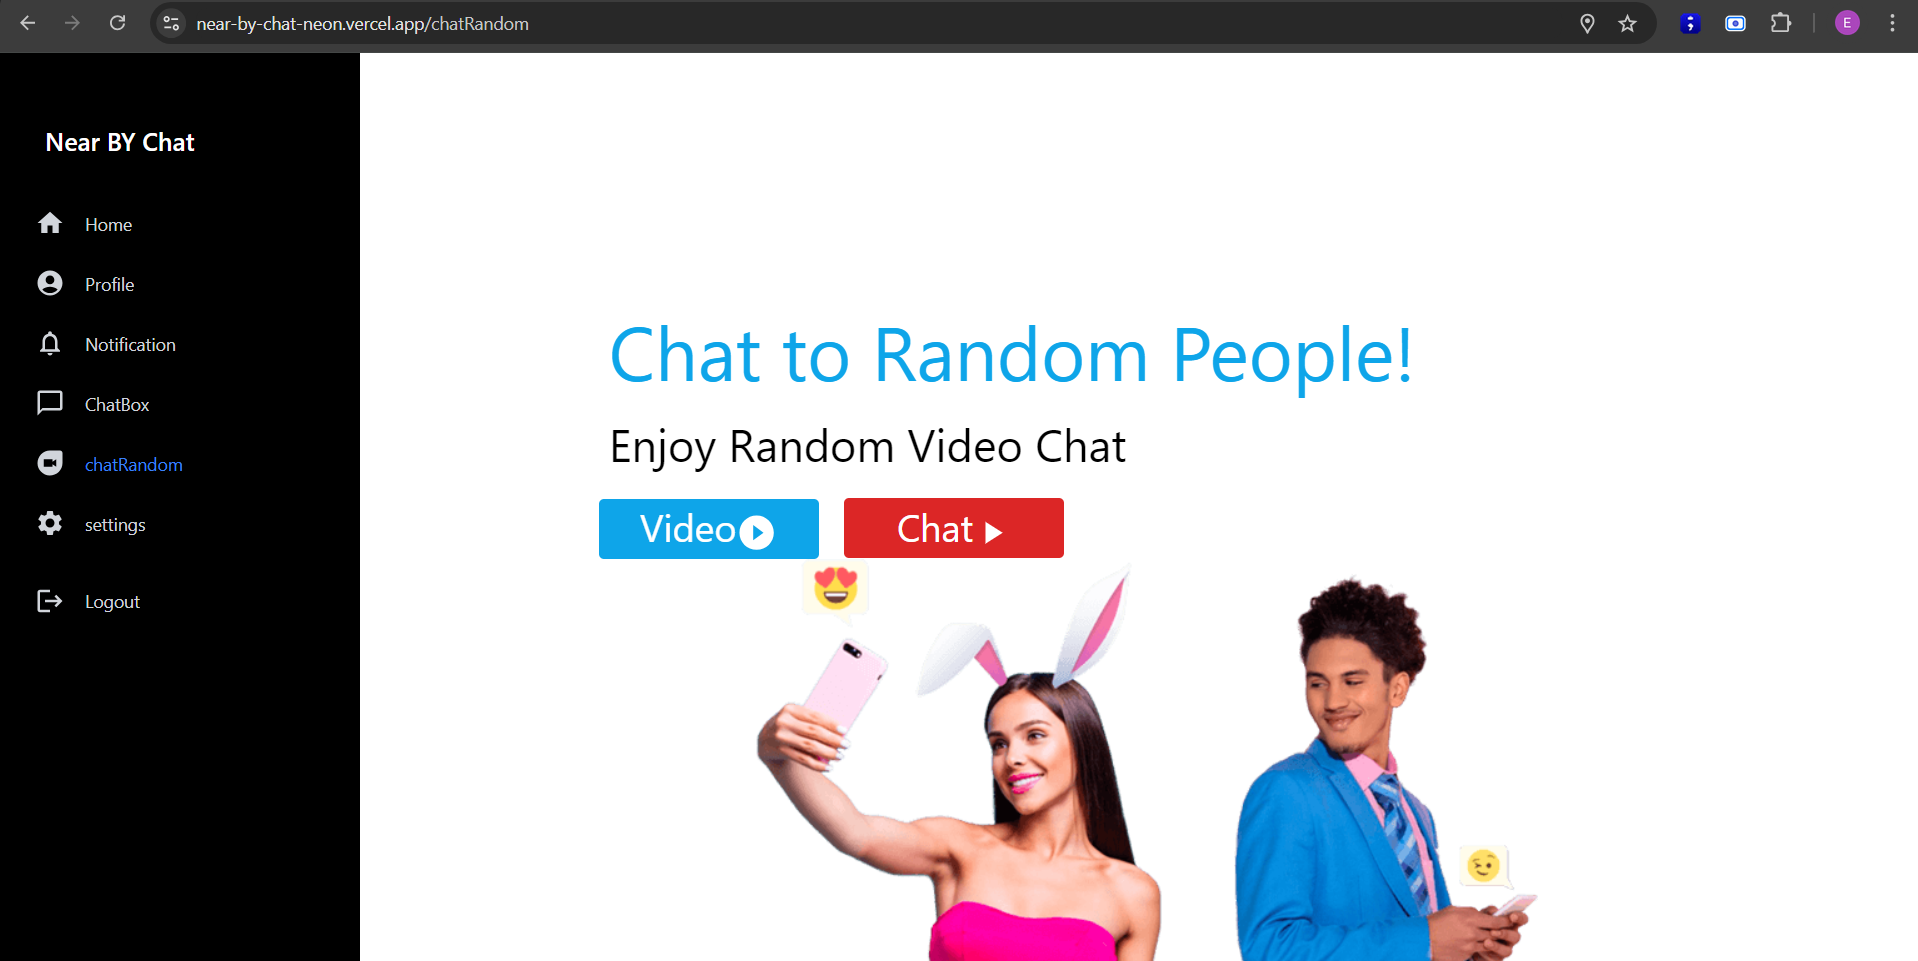 near-by-chat-neon.vercel.app/chatRandom
E
Near BY Chat
Home
Profile
Notification
ChatBox
chatRandom
settings
Logout
Chat to Random People!
Enjoy Random Video Chat
Video
Chat